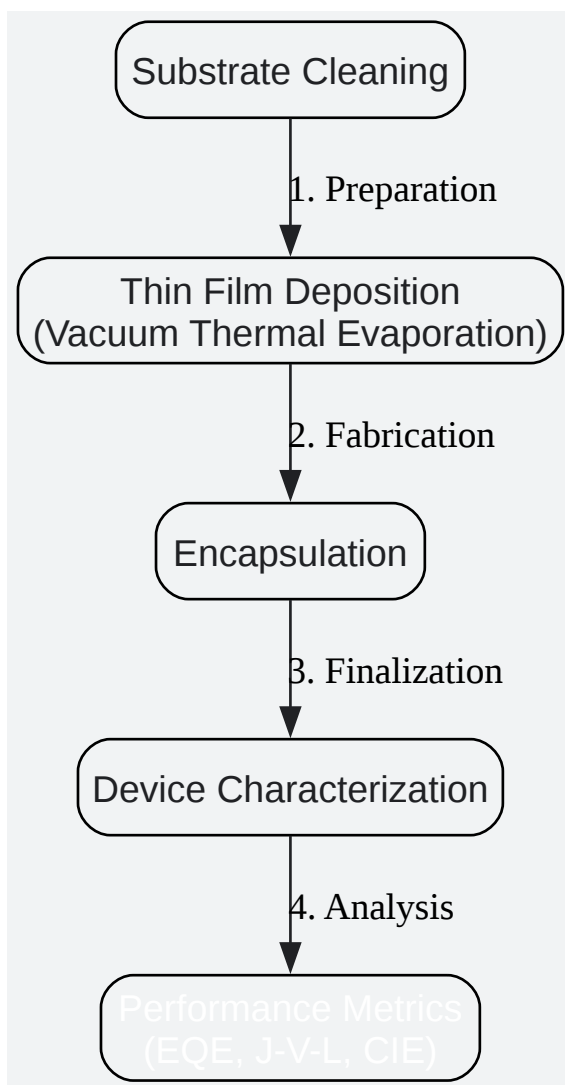 Substrate Cleaning
1. Preparation
Thin Film Deposition
(Vacuum Thermal Evaporation)
2. Fabrication
Encapsulation
3. Finalization
Device Characterization
4. Analysis
Performance Metrics
(EQE, J-V-L, CIE)